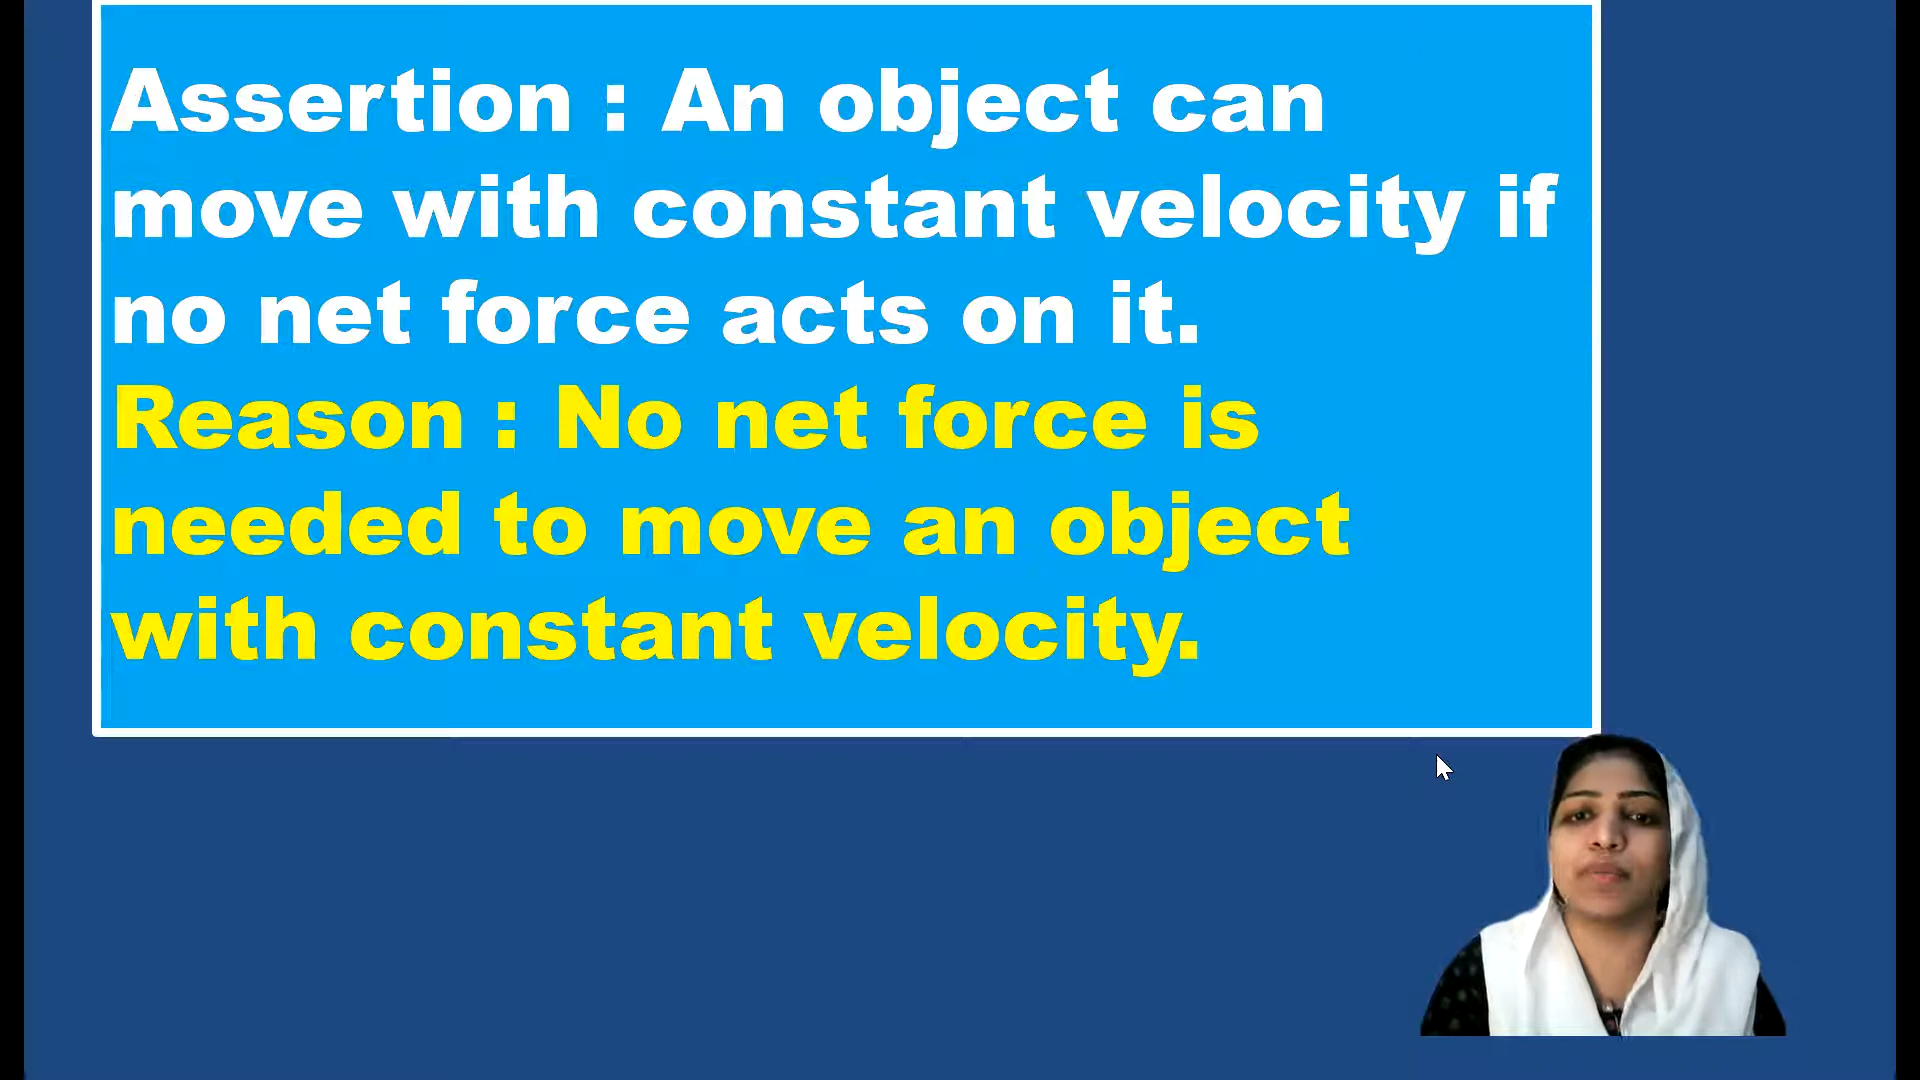 Assertion : An object can
move with constant velocity if
no net force acts on it.
Reason : No net force is
needed to move an object
with constant velocity.